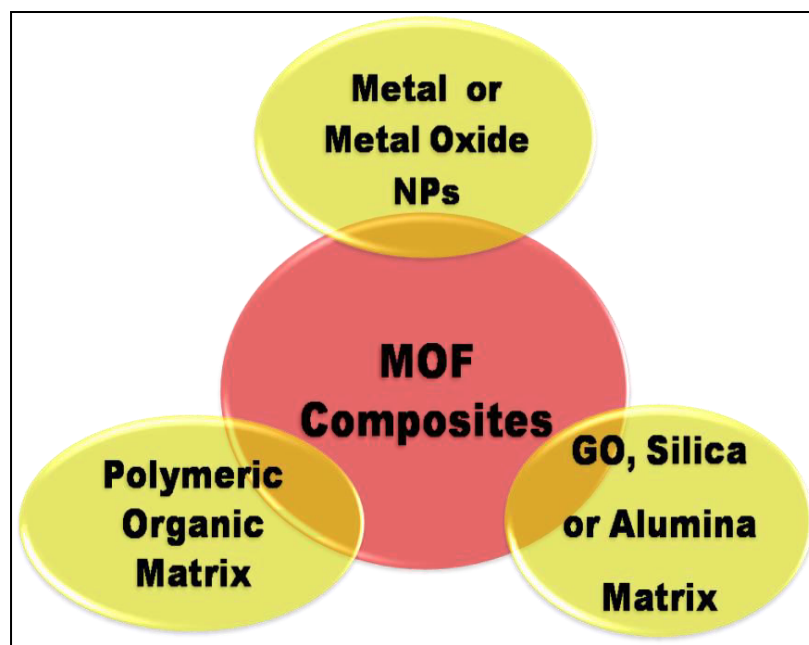 Metal or
Metal Oxide
NPs
MOF
Composites
Polymeric
Organic
Matrix
GO, Silica
or Alumina
Matrix